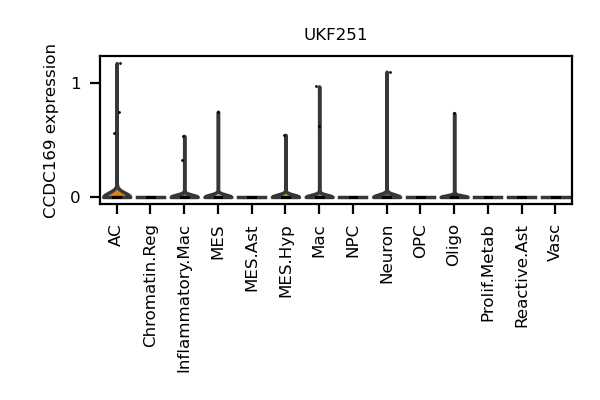 UKF251
CCDC169 expression
1
0
AC
Chromatin.Reg
Inflammatory.Mac
MES
MES.Ast
MES.Hyp
Mac
NPC
Neuron
OPC
Oligo
Prolif.Metab
Reactive.Ast
Vasc